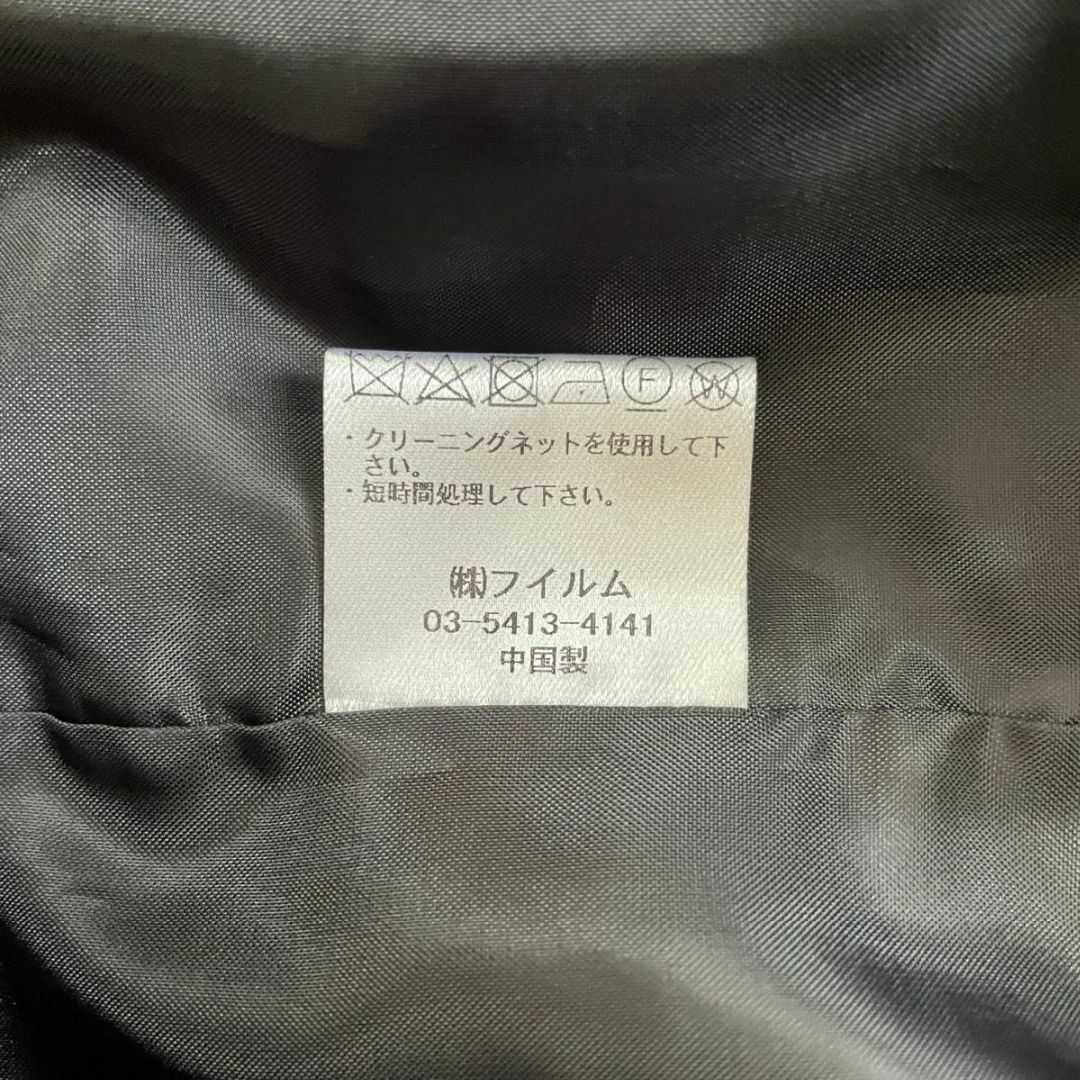 F W
・クリーニングネットを使用して下
さい。
・短時間処理して下さい。
㈱フイルム
03-5413-4141
中国製